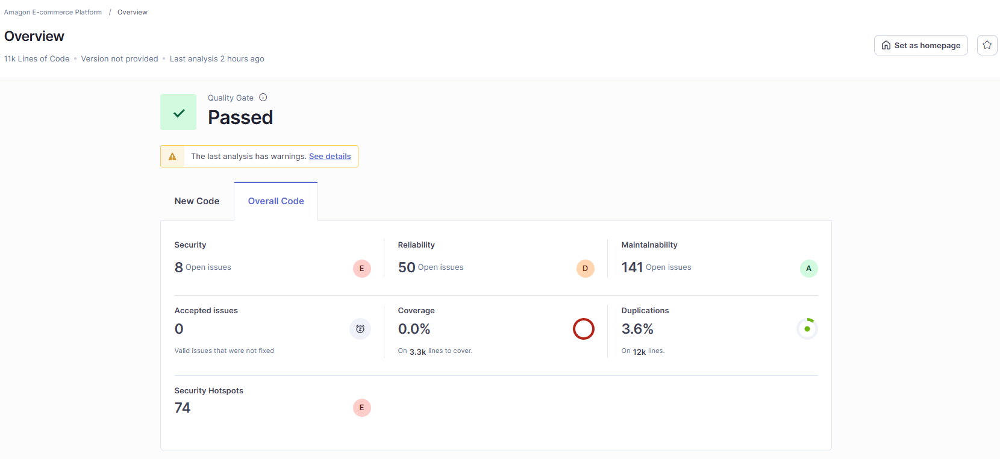 Amagon E-commerce Platform / Overview
Overview
Set as homepage
11k Lines of Code • Version not provided • Last analysis 2 hours ago
Quality Gate
Passed
The last analysis has warnings. See details
New Code
Overall Code
Security
8 Open issues
E
Reliability
50 Open issues
D
Maintainability
141 Open issues
A
Accepted issues
0
Valid issues that were not fixed
Coverage
0.0%
On 3.3k lines to cover.
Duplications
3.6%
On 12k lines.
Security Hotspots
74
E